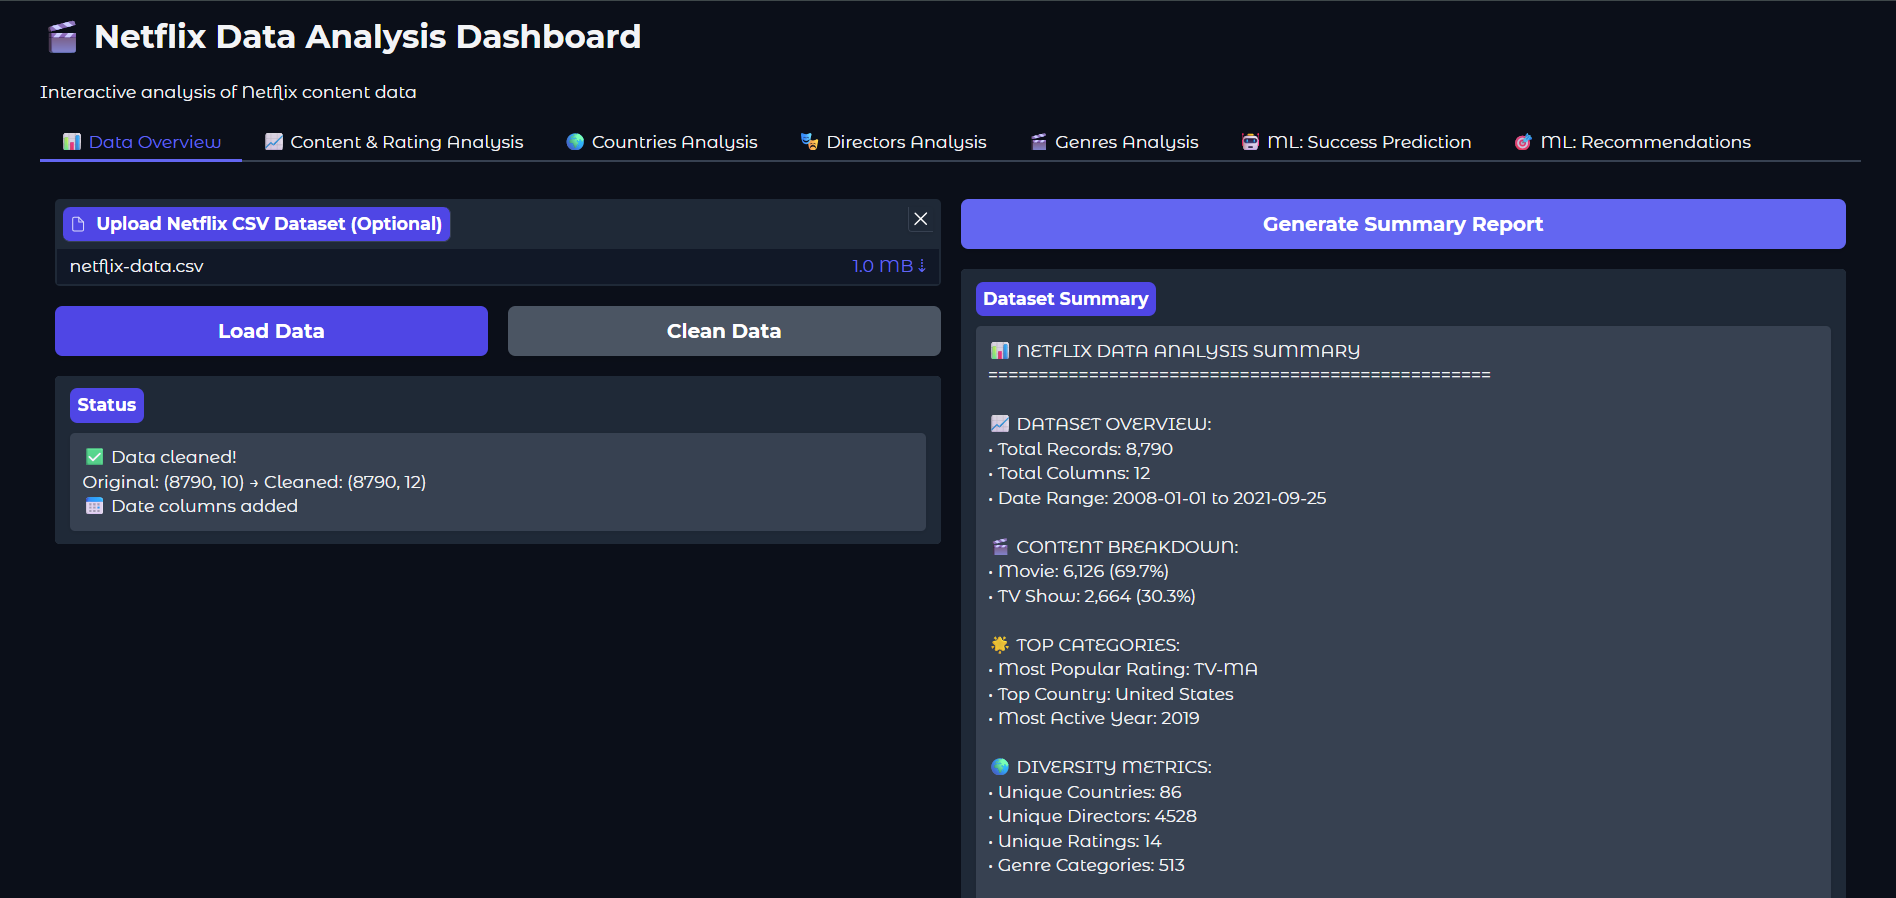 🎬 Netflix Data Analysis Dashboard
Interactive analysis of Netflix content data
📊 Data Overview
📈 Content & Rating Analysis
🌍 Countries Analysis
🎭 Directors Analysis
🎬 Genres Analysis
🤖 ML: Success Prediction
🎯 ML: Recommendations
Upload Netflix CSV Dataset (Optional)
netflix-data.csv
1.0 MB ⇣
Load Data
Clean Data
Status
✅ Data cleaned!
Original: (8790, 10) → Cleaned: (8790, 12)
📅 Date columns added
Generate Summary Report
Dataset Summary
📊 NETFLIX DATA ANALYSIS SUMMARY
==================================================
📈 DATASET OVERVIEW:
• Total Records: 8,790
• Total Columns: 12
• Date Range: 2008-01-01 to 2021-09-25
🎬 CONTENT BREAKDOWN:
• Movie: 6,126 (69.7%)
• TV Show: 2,664 (30.3%)
🌟 TOP CATEGORIES:
• Most Popular Rating: TV-MA
• Top Country: United States
• Most Active Year: 2019
🌍 DIVERSITY METRICS:
• Unique Countries: 86
• Unique Directors: 4528
• Unique Ratings: 14
• Genre Categories: 513